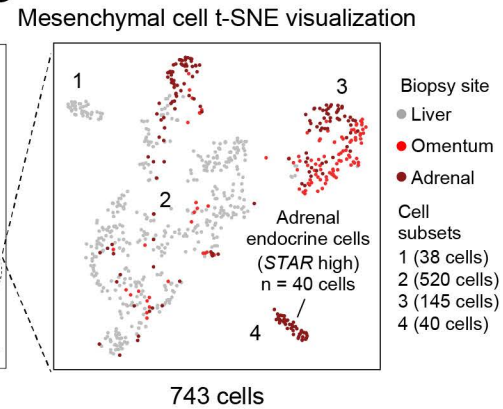 Mesenchymal cell t-SNE visualization
1
2
3
4
Adrenal
endocrine cells
(STAR high)
n = 40 cells
Biopsy site
Liver
Omentum
Adrenal
Cell
subsets
1 (38 cells)
2 (520 cells)
3 (145 cells)
4 (40 cells)
743 cells